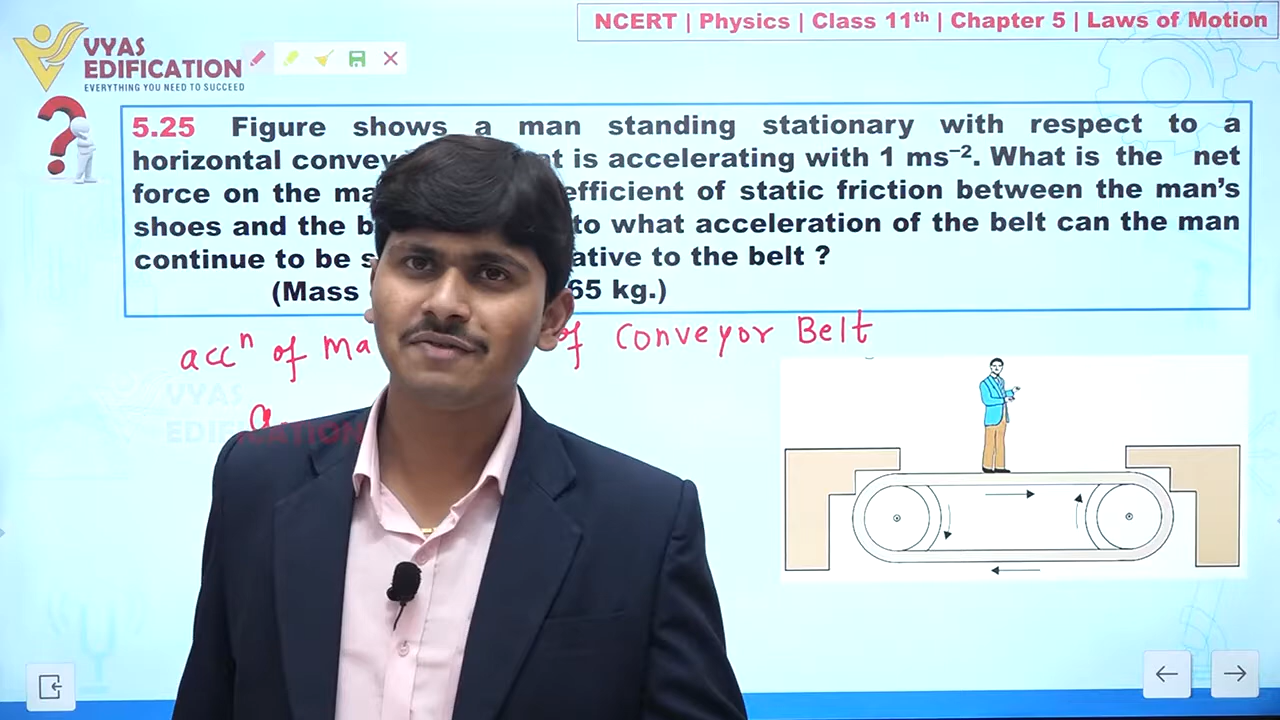 NCERT | Physics | Class 11th | Chapter 5 | Laws of Motion
VYAS
EDIFICATION
EVERYTHING YOU NEED TO SUCCEED
5.25 Figure shows a man standing stationary with respect to a
horizontal is accelerating with 1 ms⁻². What is the net
force on the efficient of static friction between the man's
shoes and the to what acceleration of the belt can the man
continue to be ative to the belt ?
(Mass 65 kg.)
accⁿ of Ma of Conveyor Belt
a
VYAS
EDIFICATION